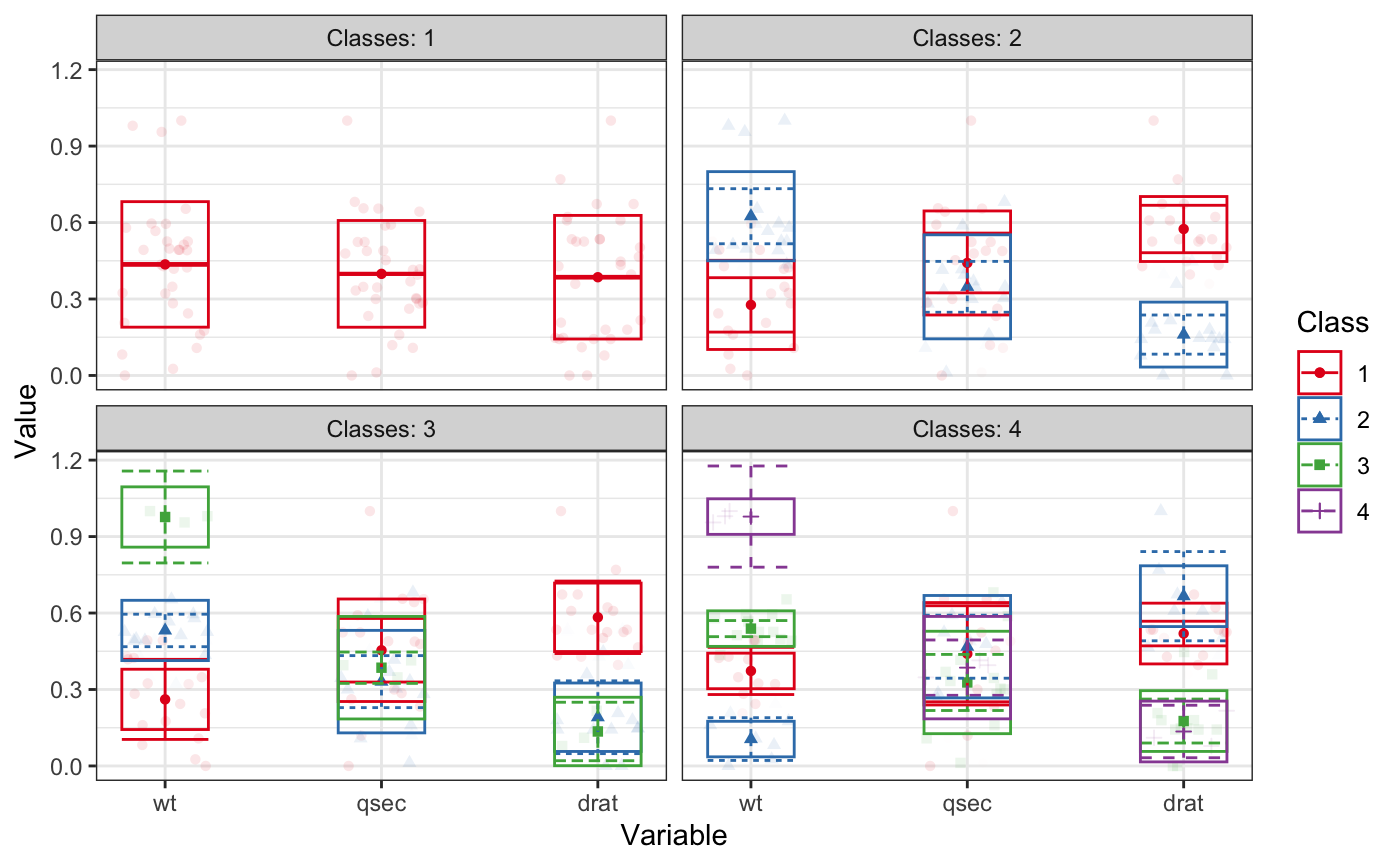 Classes: 1
Classes: 2
1.2
0.9
0.6
0.3
0.0
Classes: 3
Classes: 4
1.2
0.9
0.6
0.3
0.0
wt
qsec
drat
wt
qsec
drat
Variable
Value
Class
1
2
3
4